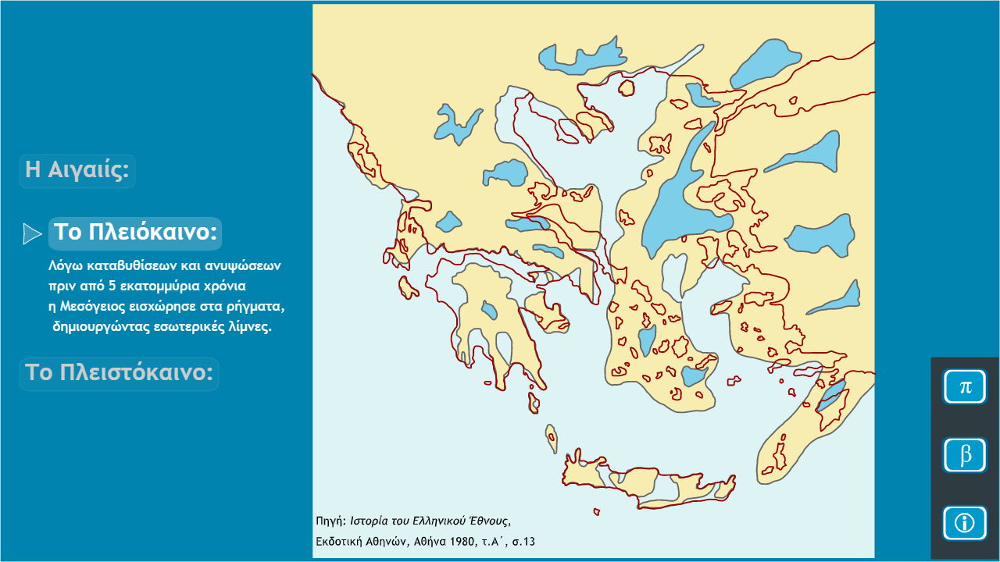 Η Αιγαιίς:
Το Πλειόκαινο:
Λόγω καταβυθίσεων και ανυψώσεων
πριν από 5 εκατομμύρια χρόνια
η Μεσόγειος εισχώρησε στα ρήγματα,
δημιουργώντας εσωτερικές λίμνες.
Το Πλειστόκαινο:
Πηγή: Ιστορία του Ελληνικού Έθνους,
Εκδοτική Αθηνών, Αθήνα 1980, τ.Α΄, σ.13
π
β
i